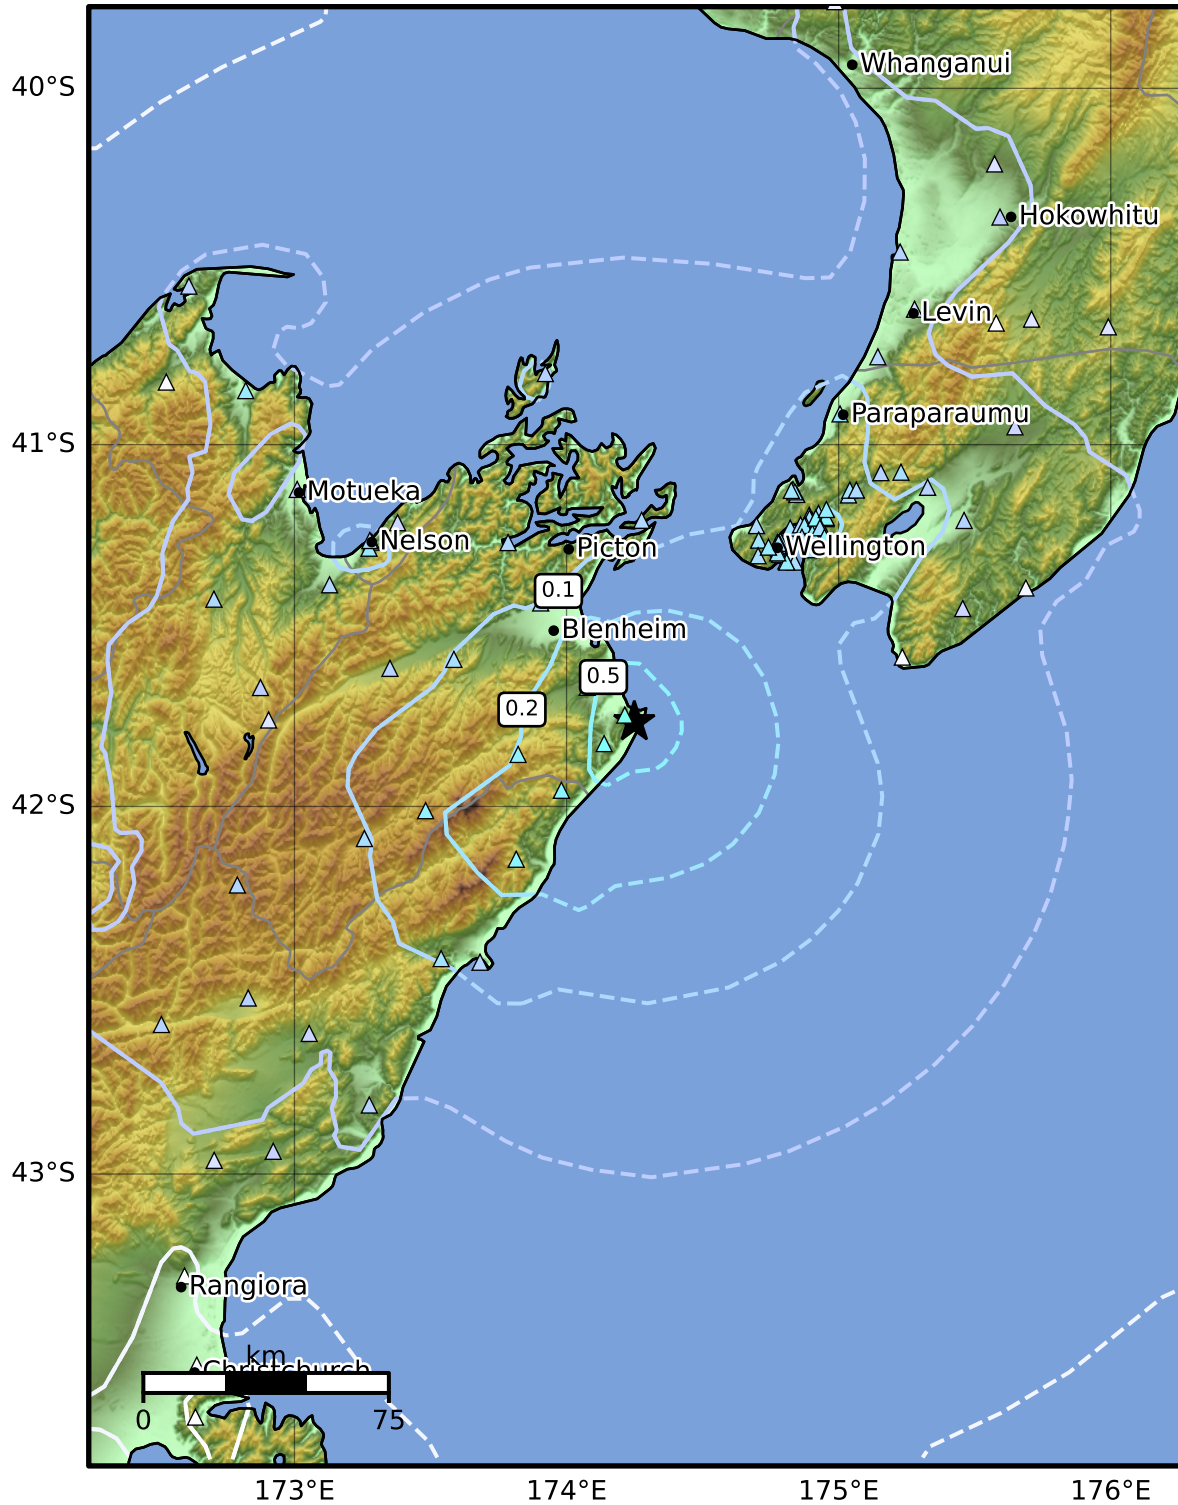 40°S
Whanganui
Hokowhitu
Levin
Paraparaumu
41°S
Motueka
Nelson
Picton
Wellington
0.1
Blenheim
0.5
0.2
42°S
43°S
Rangiora
km
Christchurch
0 75
173°E 174°E 175°E 176°E